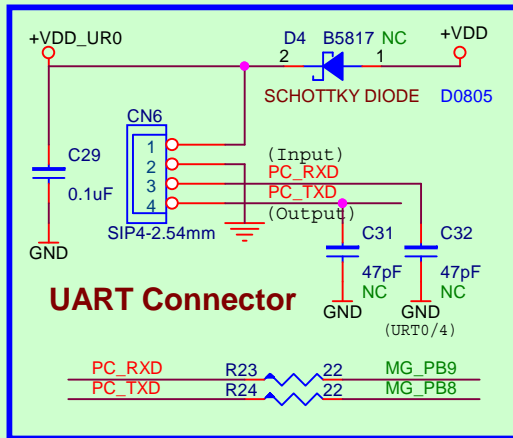 +VDD_UR0
D4 B5817 NC
+VDD
2 1
SCHOTTKY DIODE D0805
CN6
1
2
3
4
(Input)
PC_RXD
PC_TXD
(Output)
SIP4-2.54mm
C29
0.1uF
GND
C31
47pF
NC
GND
C32
47pF
NC
GND
(URT0/4)
UART Connector
PC_RXD R23 22 MG_PB9
PC_TXD R24 22 MG_PB8